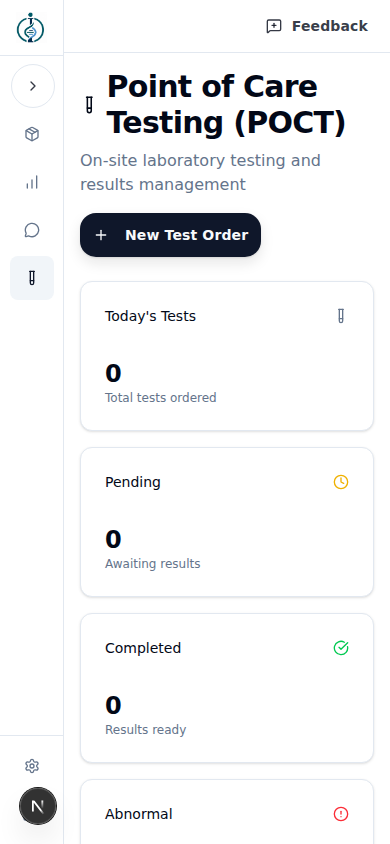 Feedback
Point of Care
Testing (POCT)
On-site laboratory testing and
results management
New Test Order
Today's Tests
0
Total tests ordered
Pending
0
Awaiting results
Completed
0
Results ready
Abnormal
N